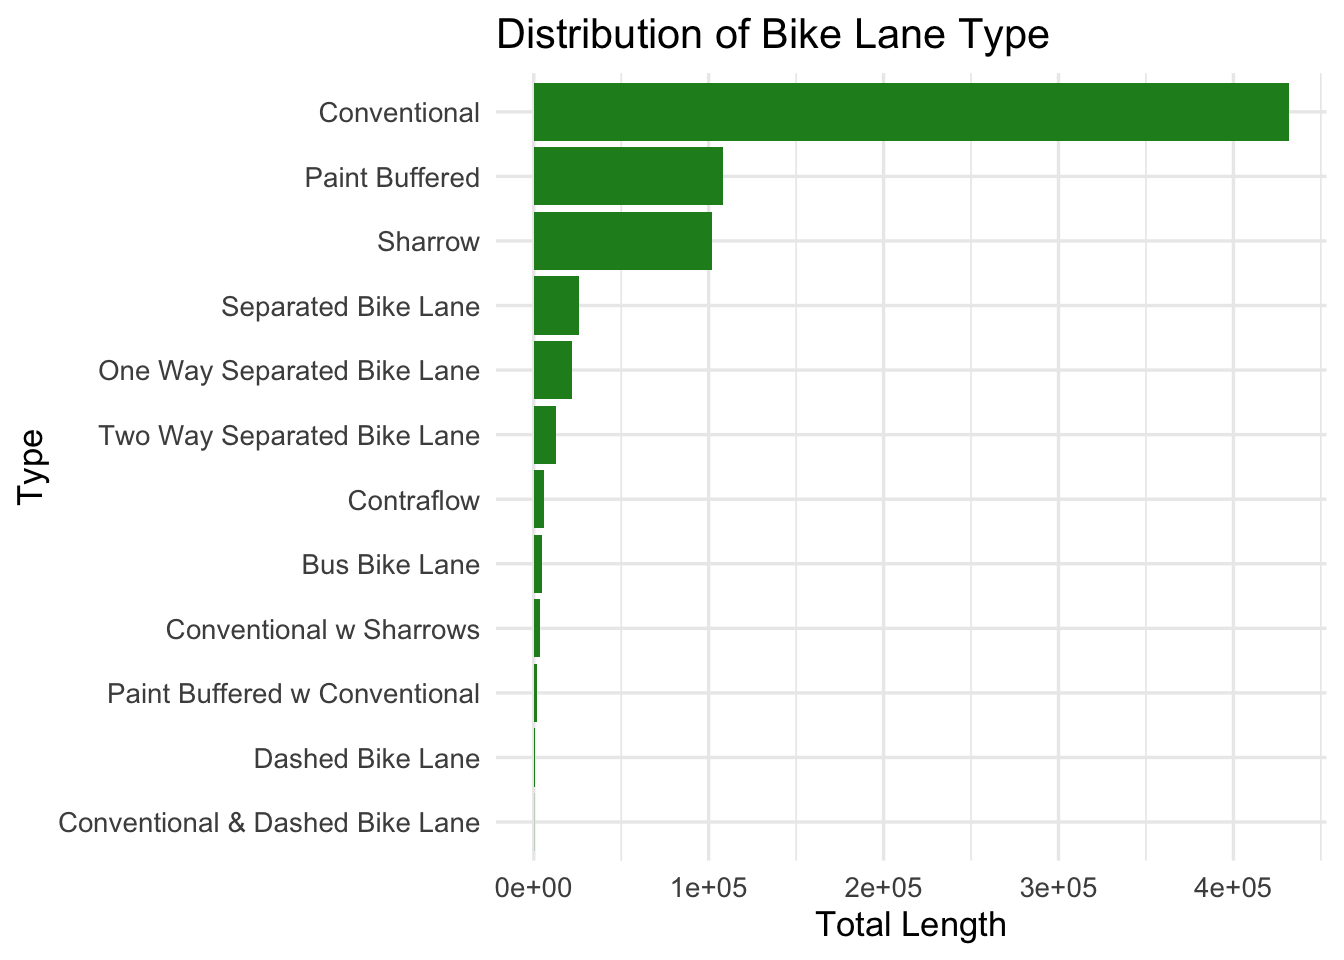 Distribution of Bike Lane Type
Conventional
Paint Buffered
Sharrow
Separated Bike Lane
One Way Separated Bike Lane
Two Way Separated Bike Lane
Contraflow
Bus Bike Lane
Conventional w Sharrows
Paint Buffered w Conventional
Dashed Bike Lane
Conventional & Dashed Bike Lane
Type
0e+00 1e+05 2e+05 3e+05 4e+05
Total Length